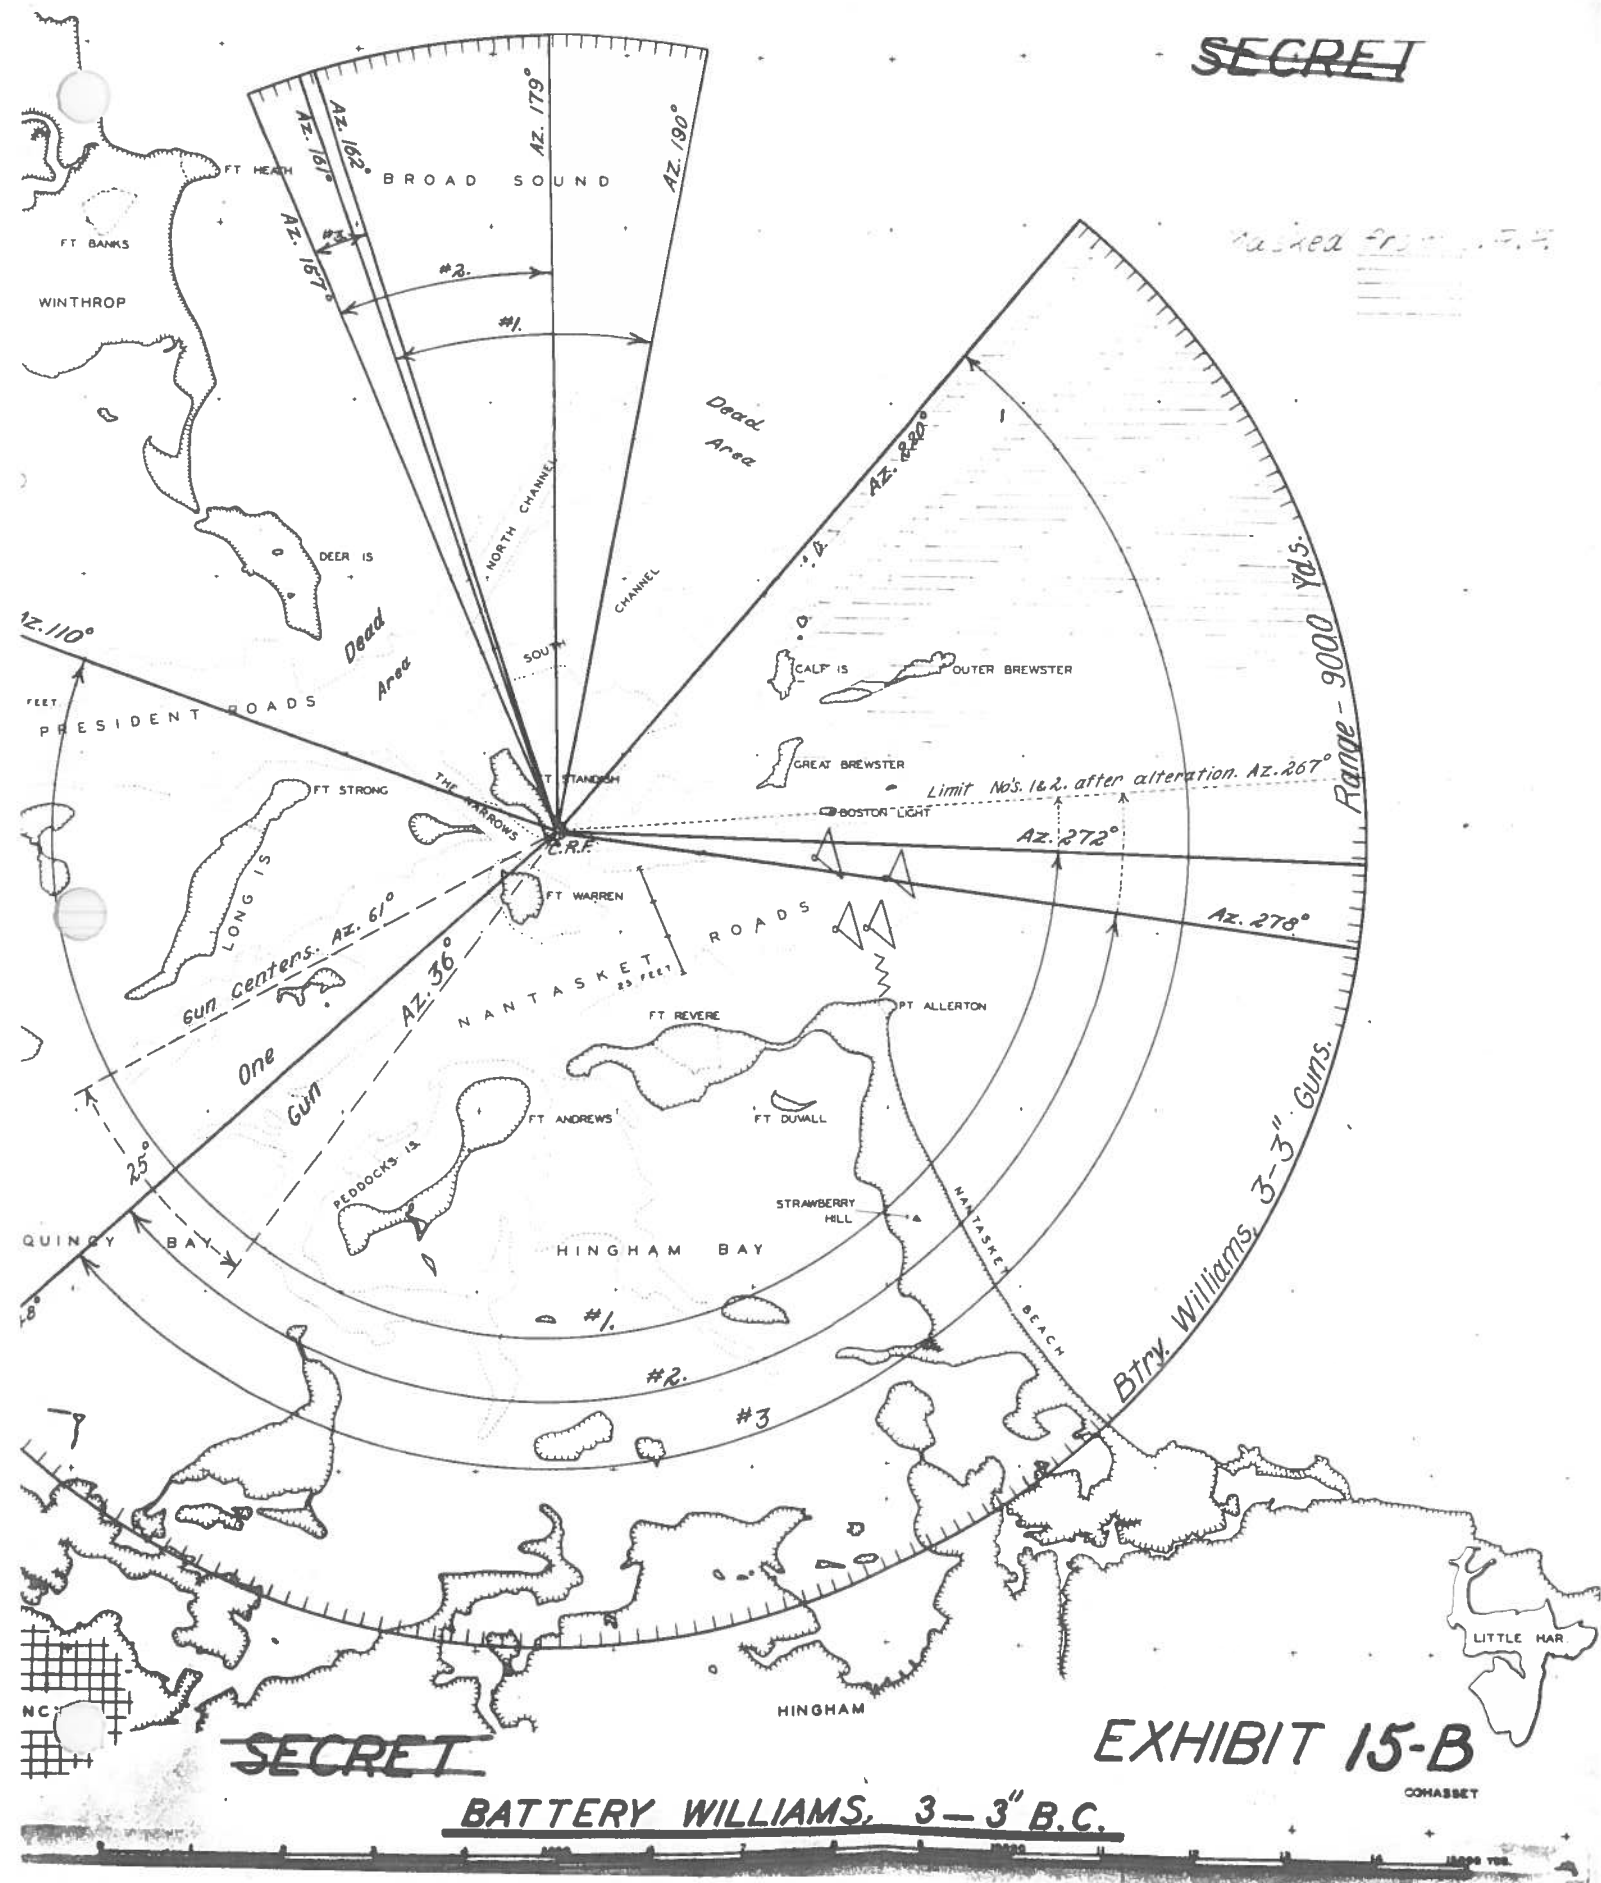 SECRET
Az. 161°
Az. 162°
Az. 179°
Az. 190°
Az. 157°
BROAD SOUND
FT HEATH
FT BANKS
WINTHROP
#3
#2.
#1.
Masked from
Dead
Area
Az. 220°
NORTH CHANNEL
SOUTH CHANNEL
DEER IS
Dead
Area
Az. 110°
FEET
PRESIDENT ROADS
CALF IS
OUTER BREWSTER
GREAT BREWSTER
Limit No's. 1&2. after alteration. Az. 267°
BOSTON LIGHT
FT STANDISH
FT STRONG
THE NARROWS
C.R.F.
Az. 272°
Az. 278°
FT WARREN
LONG IS
Gun centers. Az. 61°
Az. 36°
NANTASKET ROADS
25 FEET
FT REVERE
PT ALLERTON
One
Gun
FT ANDREWS
FT DUVALL
PEDDOCKS IS.
25°
STRAWBERRY
HILL
NANTASKET BEACH
QUINCY BAY
HINGHAM BAY
#1.
#2.
#3
Range - 9000 Yds.
Btry. Williams, 3-3" Guns.
LITTLE HAR.
HINGHAM
SECRET
EXHIBIT 15-B
COHASSET
BATTERY WILLIAMS, 3-3" B.C.